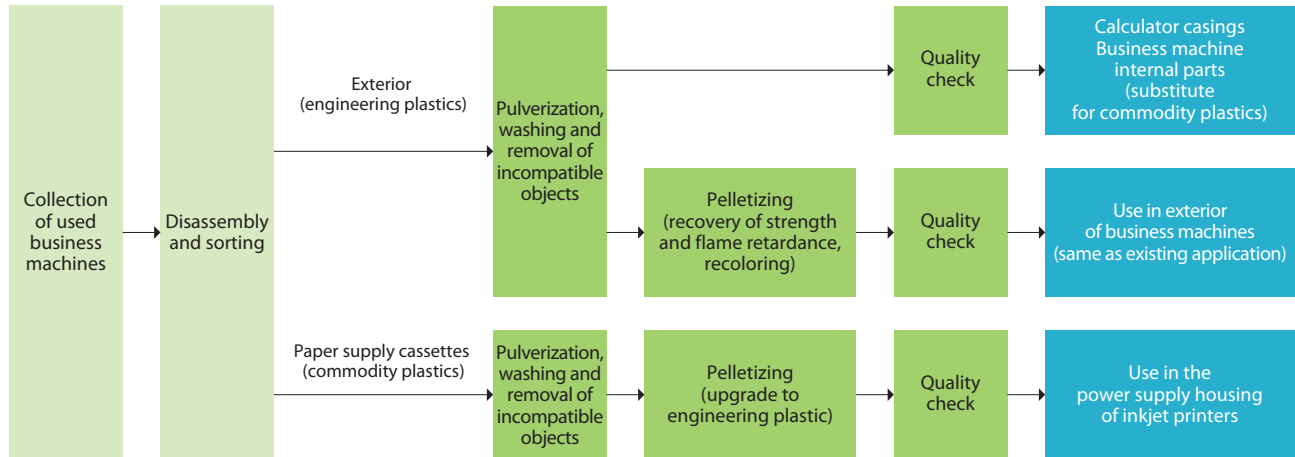 Collection
of used
business
machines
Disassembly
and sorting
Exterior
(engineering plastics)
Pulverization,
washing and
removal of
incompatible
objects
Quality
check
Calculator casings
Business machine
internal parts
(substitute
for commodity plastics)
Pelletizing
(recovery of strength
and flame retardance,
recoloring)
Quality
check
Use in exterior
of business machines
(same as existing application)
Paper supply cassettes
(commodity plastics)
Pulverization,
washing and
removal of
incompatible
objects
Pelletizing
(upgrade to
engineering plastic)
Quality
check
Use in the
power supply housing
of inkjet printers